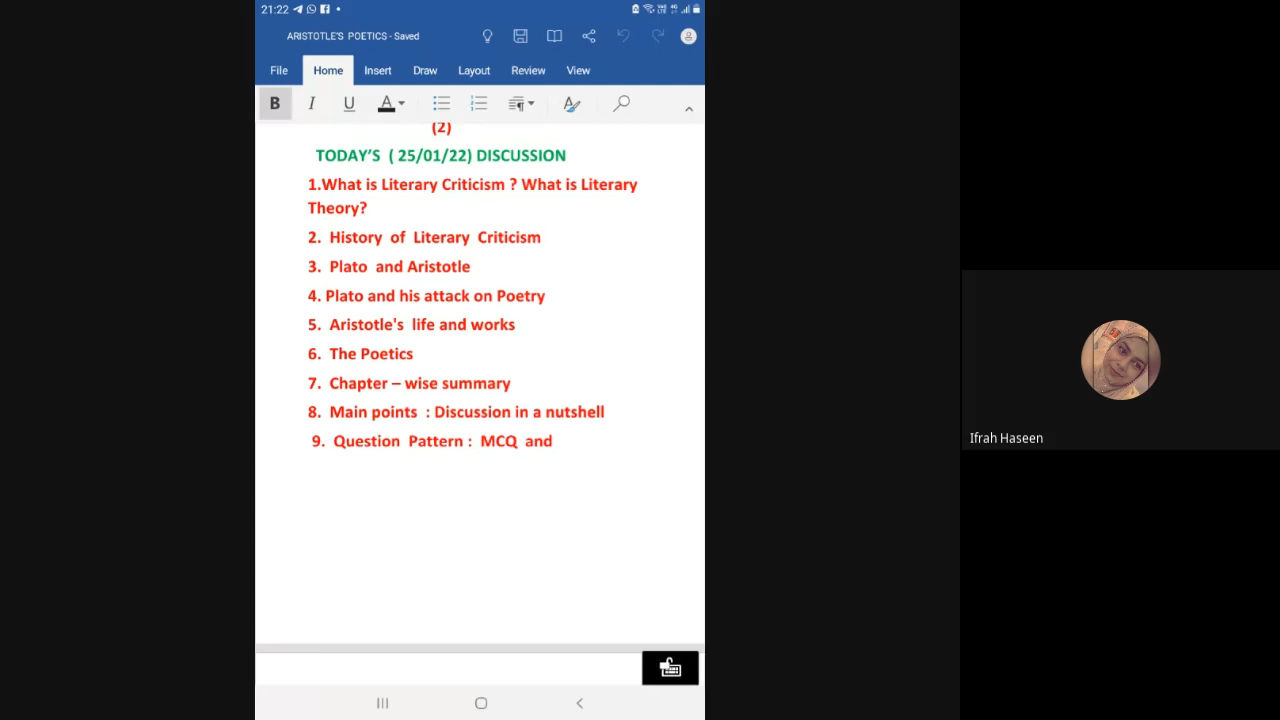 21:22
ARISTOTLE'S POETICS - Saved
File Home Insert Draw Layout Review View
B I U A
(2)
TODAY'S ( 25/01/22) DISCUSSION
1.What is Literary Criticism ? What is Literary
Theory?
2. History of Literary Criticism
3. Plato and Aristotle
4. Plato and his attack on Poetry
5. Aristotle's life and works
6. The Poetics
7. Chapter – wise summary
8. Main points : Discussion in a nutshell
9. Question Pattern : MCQ and
Ifrah Haseen